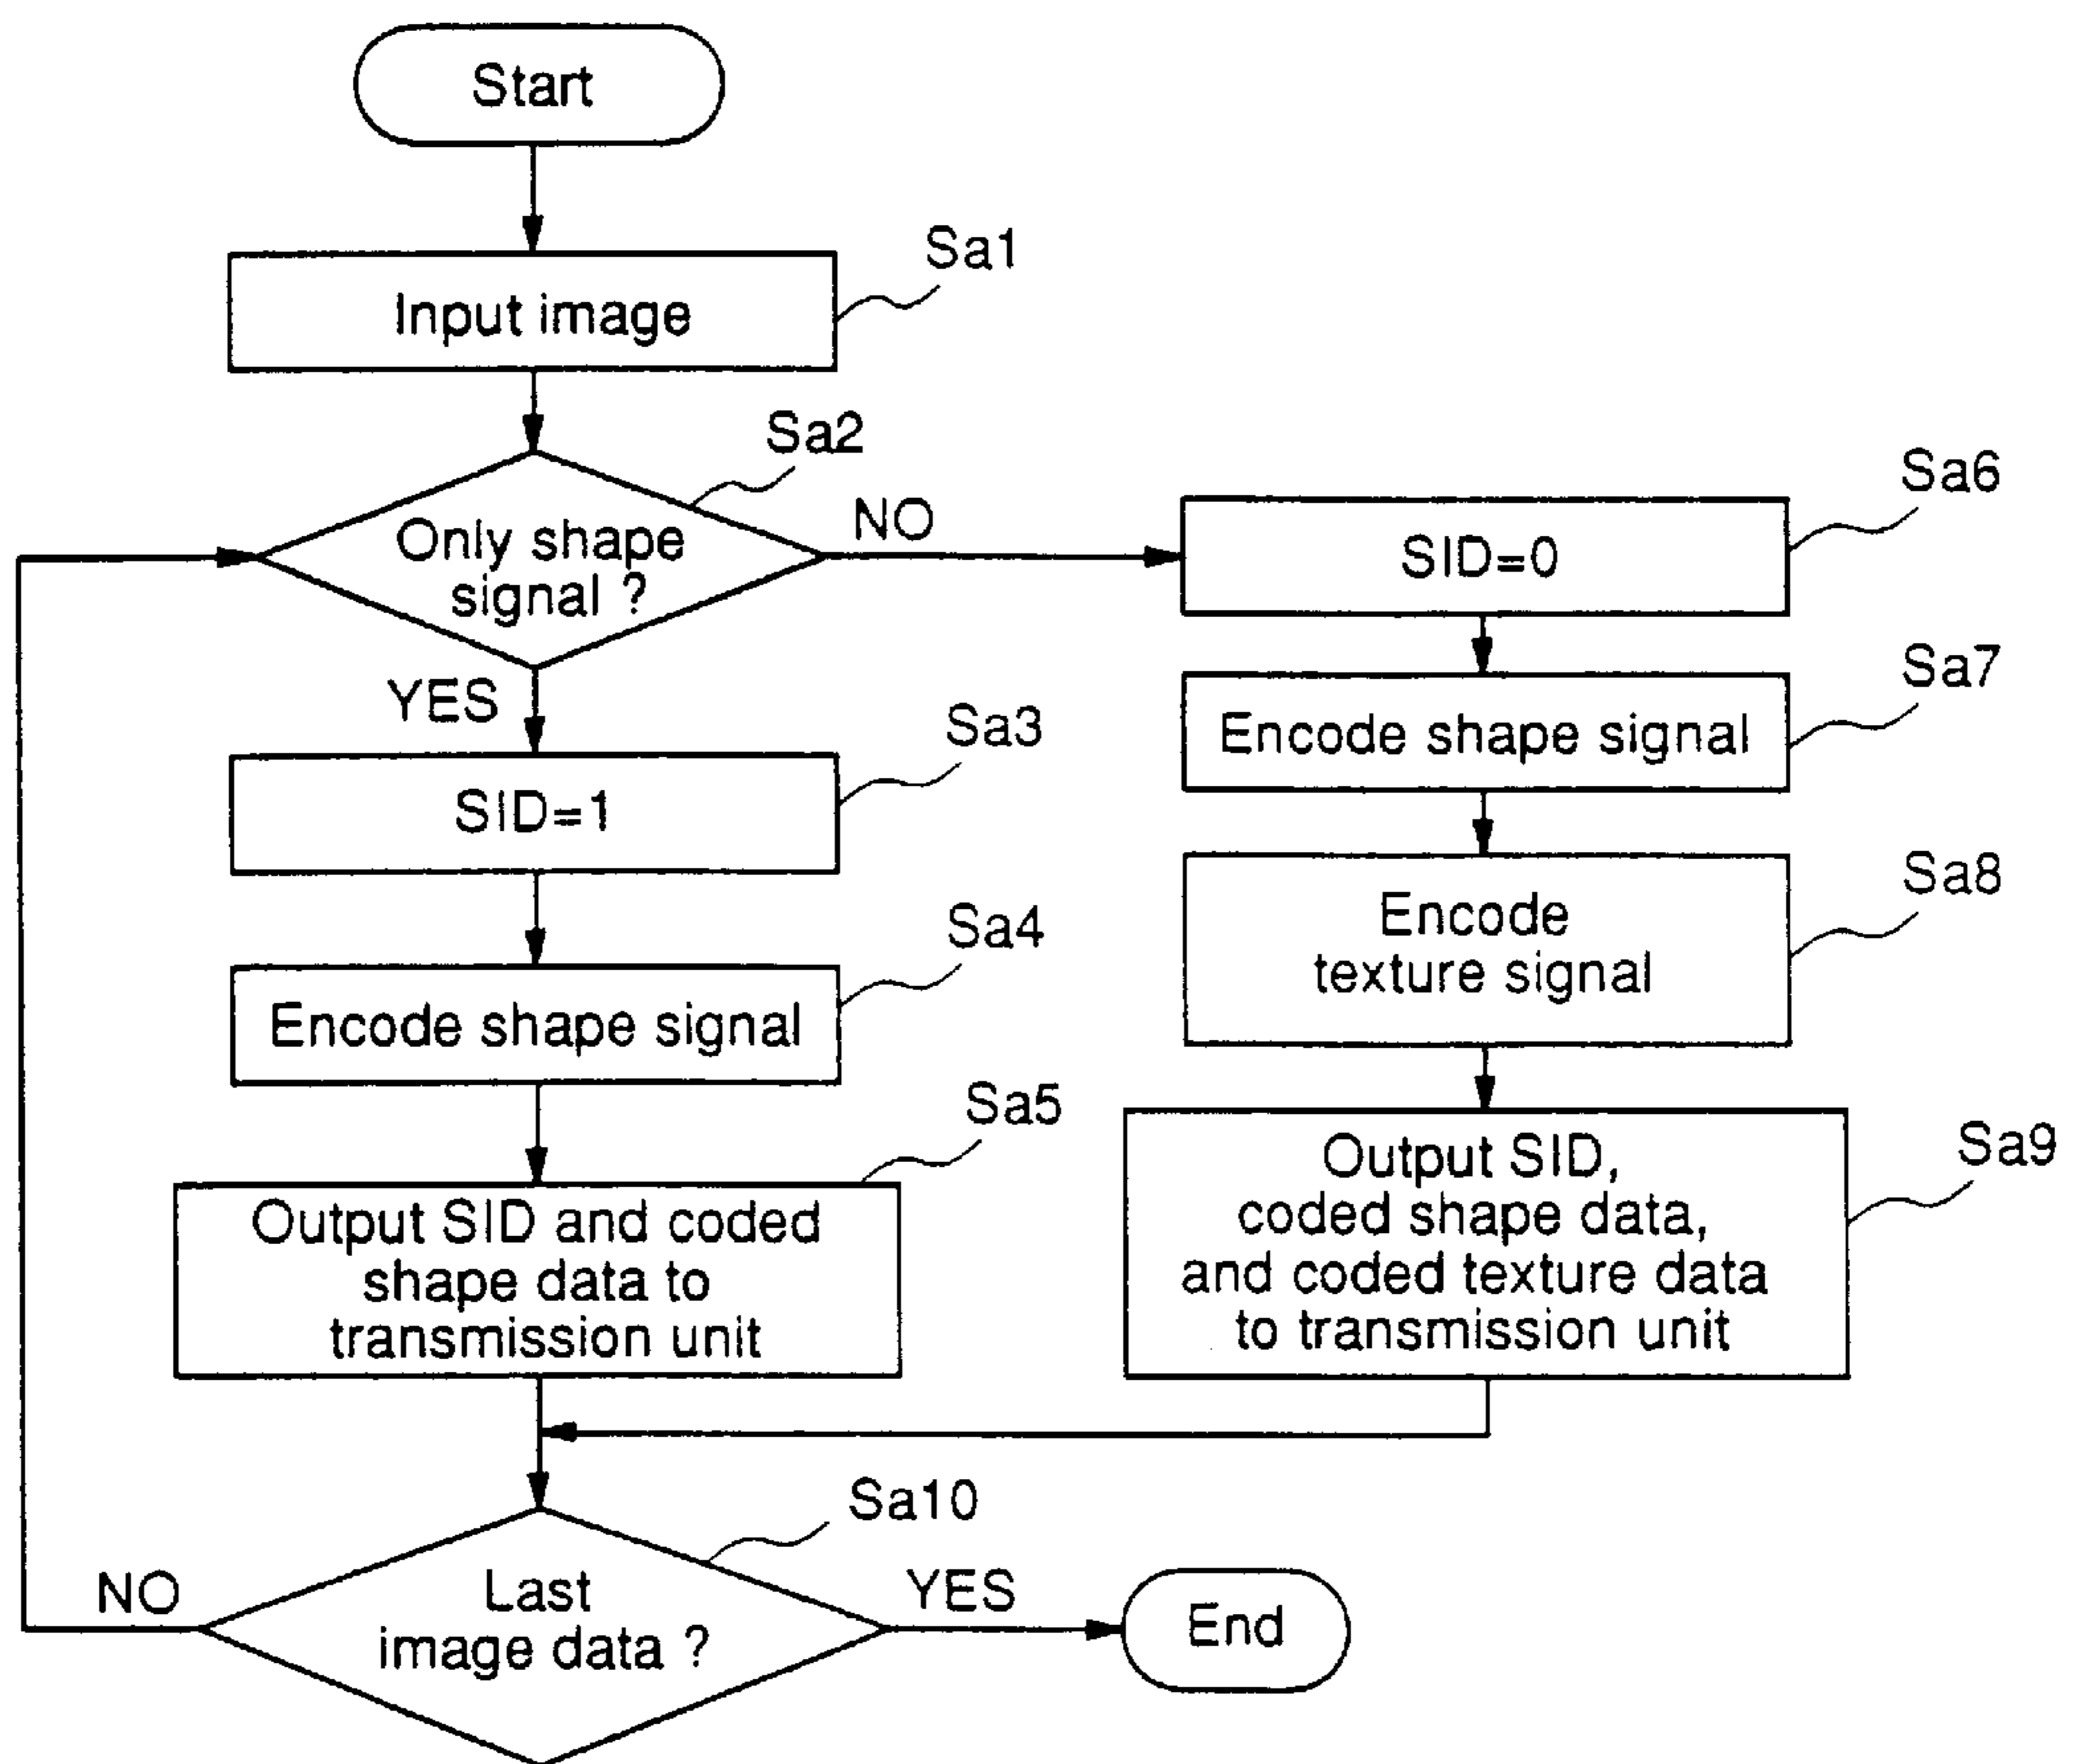 Start
Sa1
Input image
Sa2
Only shape
signal ?
NO
YES
Sa3
SID=1
Sa4
Encode shape signal
Sa5
Output SID and coded
shape data to
transmission unit
Sa6
SID=0
Sa7
Encode shape signal
Sa8
Encode
texture signal
Sa9
Output SID,
coded shape data,
and coded texture data
to transmission unit
Sa10
Last
image data ?
NO
YES
End